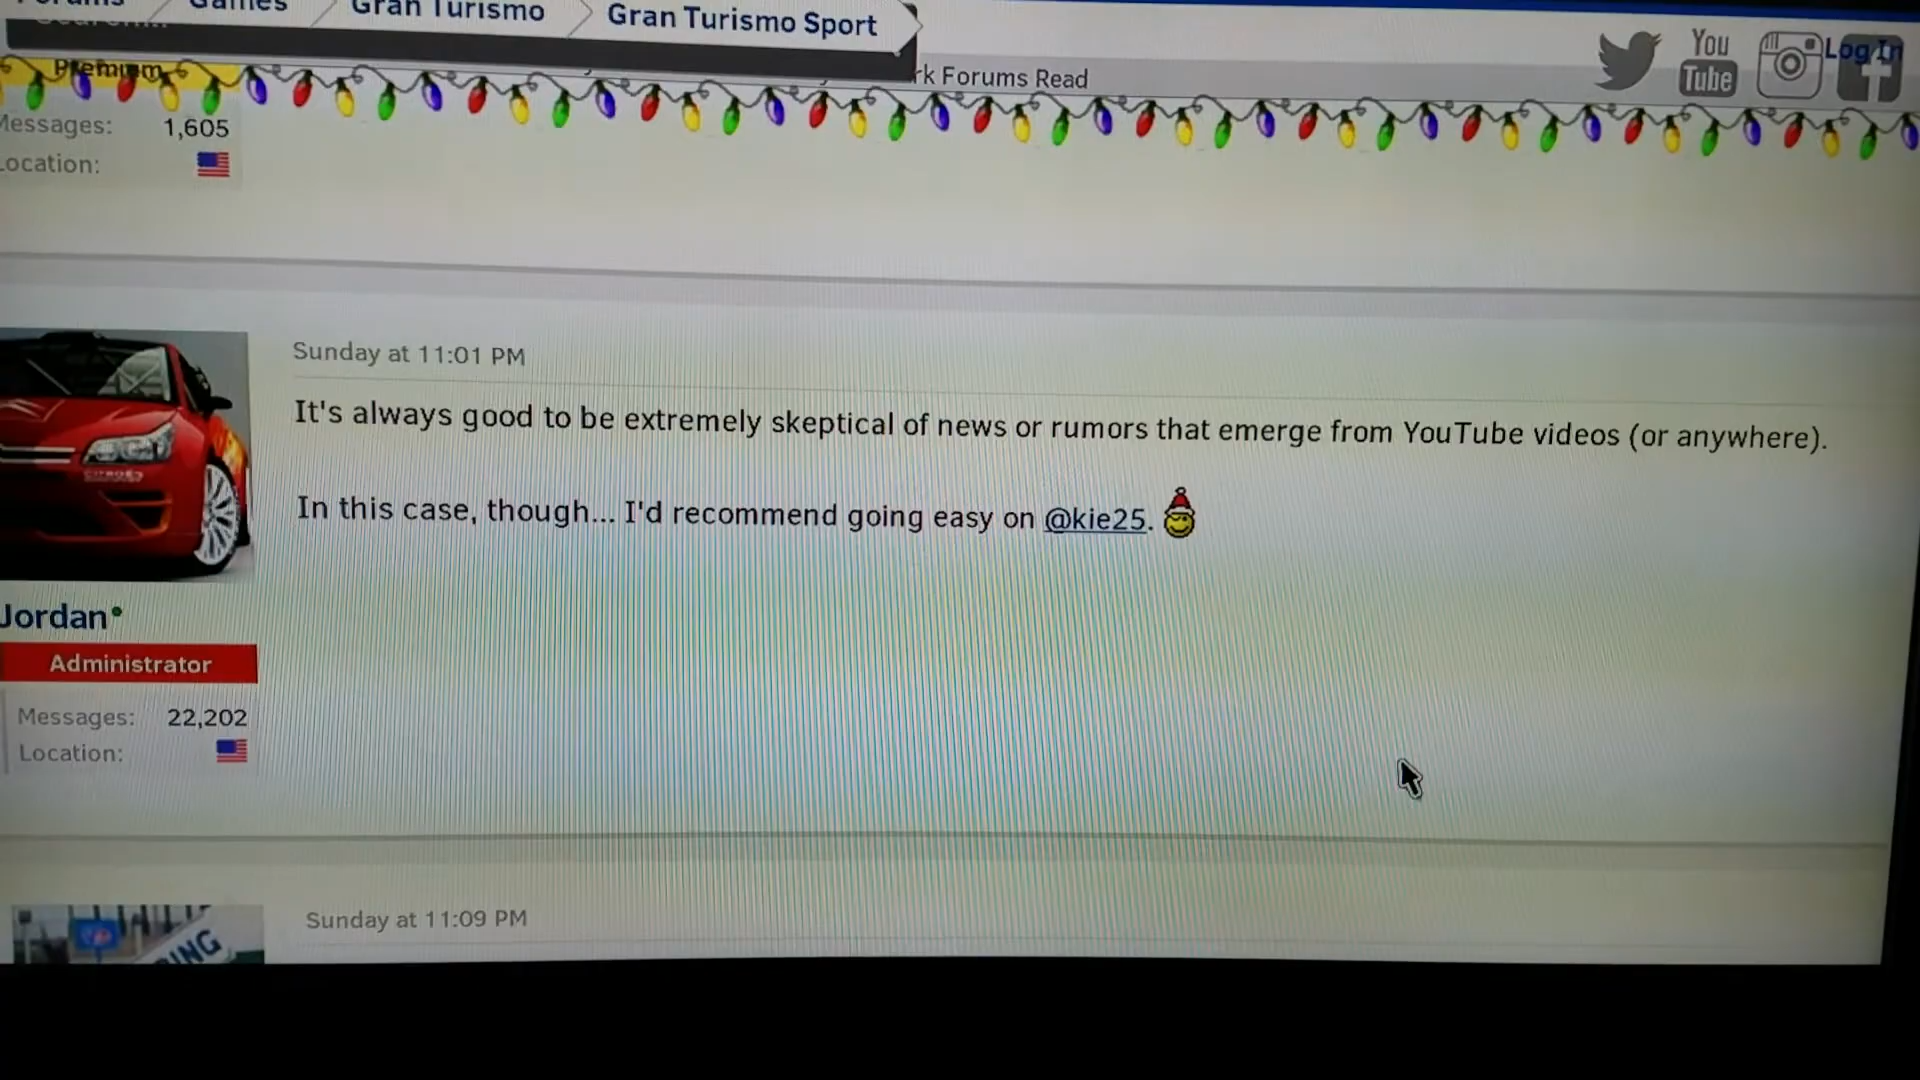 Games
Gran Turismo
Gran Turismo Sport
Forums Read
You
Tube
Log In
Premium
Messages: 1,605
Location:
Sunday at 11:01 PM
It's always good to be extremely skeptical of news or rumors that emerge from YouTube videos (or anywhere).
In this case, though... I'd recommend going easy on @kie25.
CITROËN
Jordan
Administrator
Messages: 22,202
Location:
Sunday at 11:09 PM